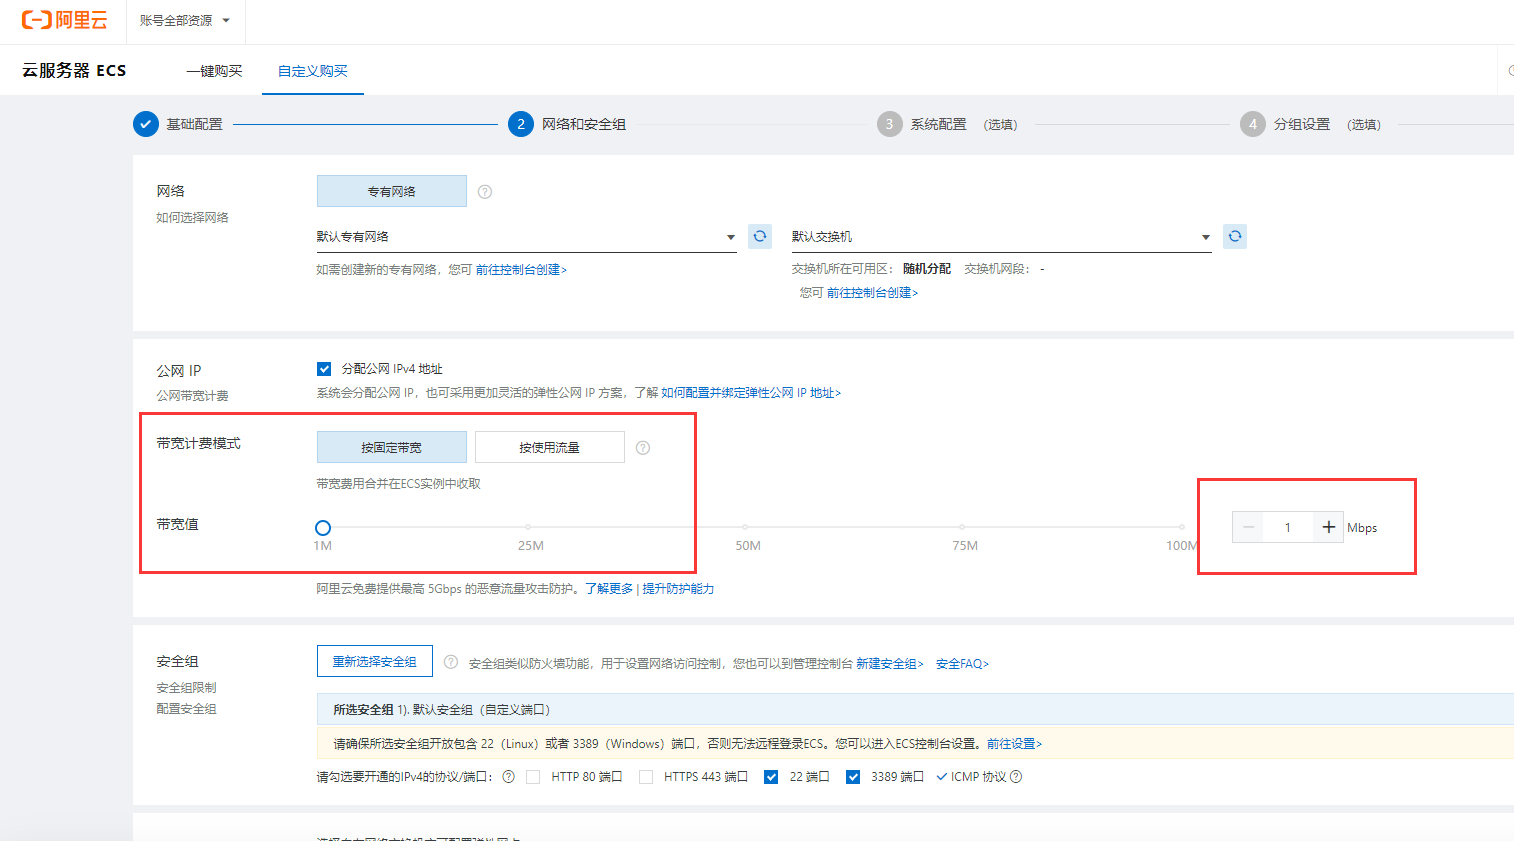 阿里云
账号全部资源
云服务器 ECS
一键购买
自定义购买
基础配置
2 网络和安全组
3 系统配置 (选填)
4 分组设置 (选填)
网络
专有网络
如何选择网络
默认专有网络
默认交换机
如需创建新的专有网络，您可 前往控制台创建>
交换机所在可用区： 随机分配 交换机网段： -
您可 前往控制台创建>
公网 IP
分配公网 IPv4 地址
公网带宽计费
系统会分配公网 IP，也可采用更加灵活的弹性公网 IP 方案，了解 如何配置并绑定弹性公网 IP 地址>
带宽计费模式
按固定带宽
按使用流量
带宽费用合并在ECS实例中收取
带宽值
1M 25M 50M 75M 100M
1 Mbps
阿里云免费提供最高 5Gbps 的恶意流量攻击防护。了解更多 | 提升防护能力
安全组
重新选择安全组
安全组类似防火墙功能，用于设置网络访问控制，您也可以到管理控制台 新建安全组> 安全FAQ>
安全组限制
配置安全组
所选安全组 1). 默认安全组（自定义端口）
请确保所选安全组开放包含 22（Linux）或者 3389（Windows）端口，否则无法远程登录ECS。您可以进入ECS控制台设置。前往设置>
请勾选要开通的IPv4的协议/端口： HTTP 80 端口 HTTPS 443 端口 22 端口 3389 端口 ICMP 协议